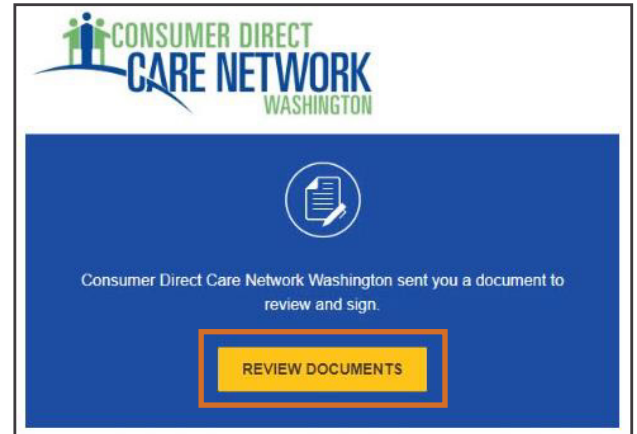 CONSUMER DIRECT
CARE NETWORK
WASHINGTON
Consumer Direct Care Network Washington sent you a document to
review and sign.
REVIEW DOCUMENTS